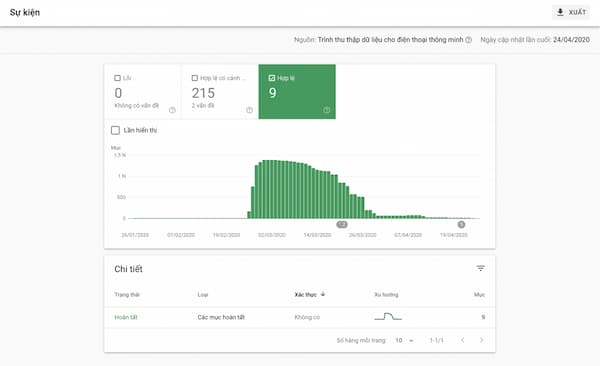 Sự kiện
XUẤT
Nguồn: Trình thu thập dữ liệu cho điện thoại thông minh
Ngày cập nhật lần cuối: 24/04/2020
Lỗi
0
Không có vấn đề
Hợp lệ có cảnh ...
215
2 vấn đề
Hợp lệ
9
Lần hiển thị
Mục
1,5 N
1 N
500
0
26/01/2020 07/02/2020 19/02/2020 02/03/2020 14/03/2020 26/03/2020 07/04/2020 19/04/2020
Chi tiết
Trạng thái Loại Xác thực Xu hướng Mục
Hoàn tất Các mục hoàn tất Không có 9
Số hàng mỗi trang: 10 1-1/1